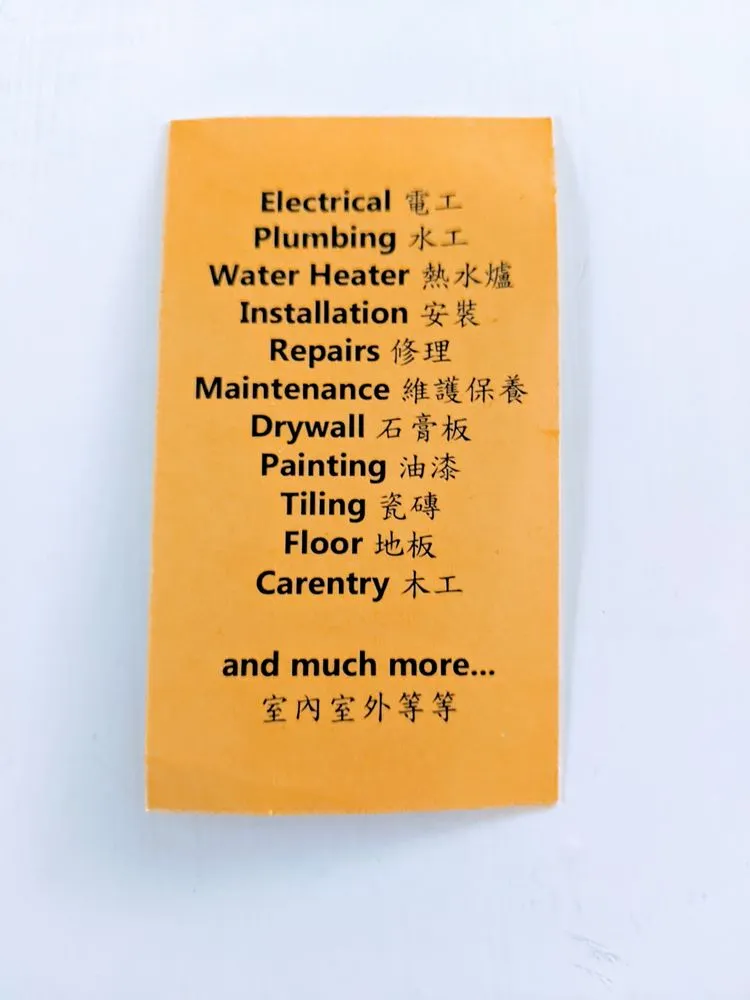 Electrical 電工
Plumbing 水工
Water Heater 熱水爐
Installation 安裝
Repairs 修理
Maintenance 維護保養
Drywall 石膏板
Painting 油漆
Tiling 瓷磚
Floor 地板
Carentry 木工
and much more...
室內室外等等